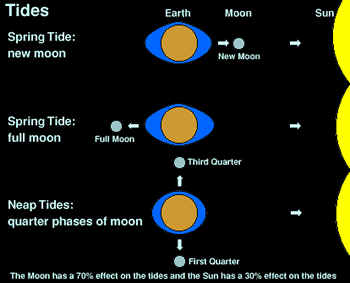 Tides
Earth Moon Sun
Spring Tide:
new moon
New Moon
Spring Tide:
full moon
Full Moon
Third Quarter
Neap Tides:
quarter phases of moon
First Quarter
The Moon has a 70% effect on the tides and the Sun has a 30% effect on the tides